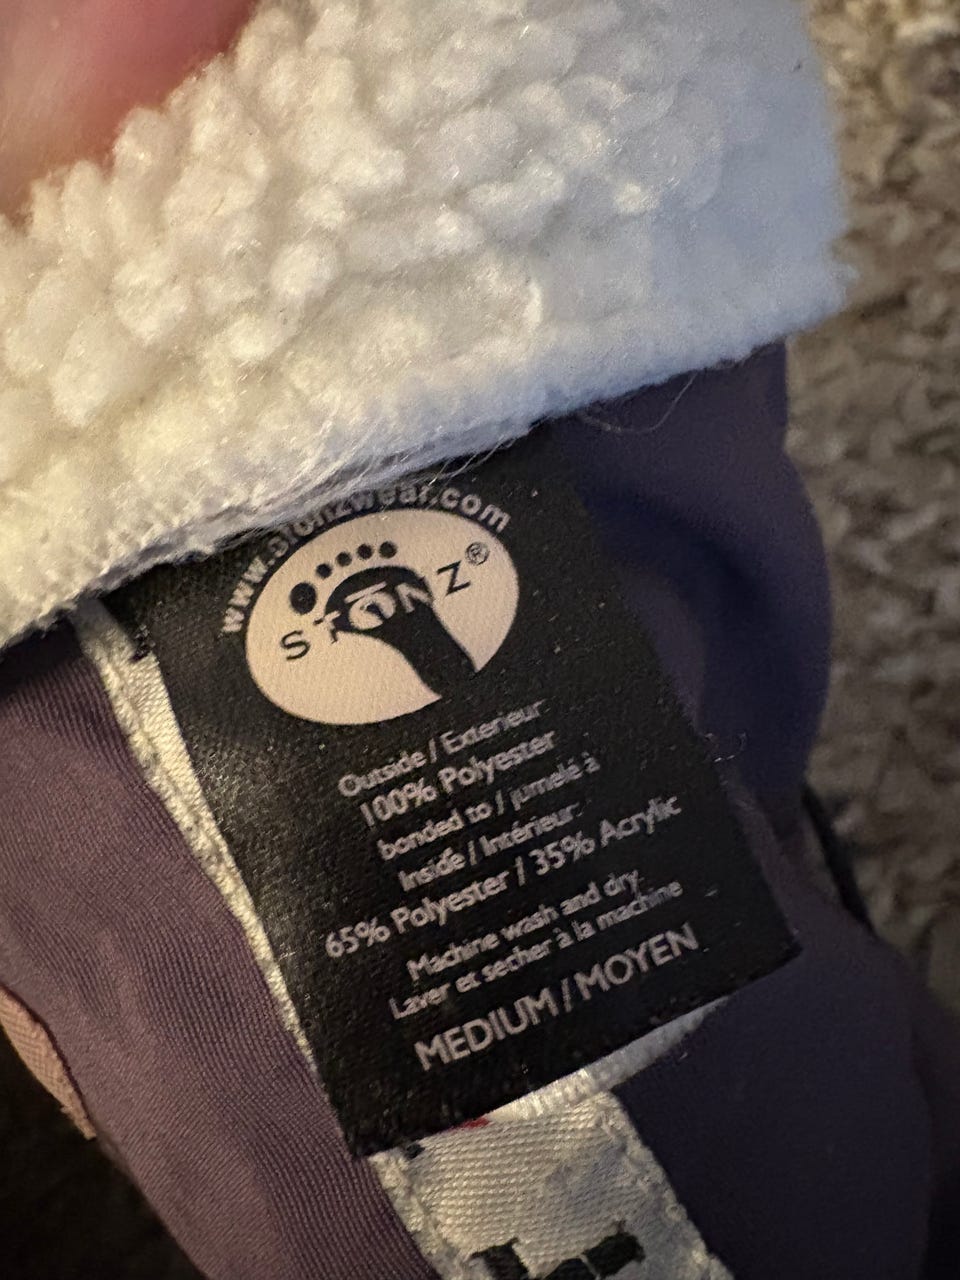 www.stonzwear.com
STONZ®
Outside / Exterieur
100% Polyester
bonded to / jumelé à
Inside / Intérieur:
65% Polyester / 35% Acrylic
Machine wash and dry
Laver et secher à la machine
MEDIUM / MOYEN